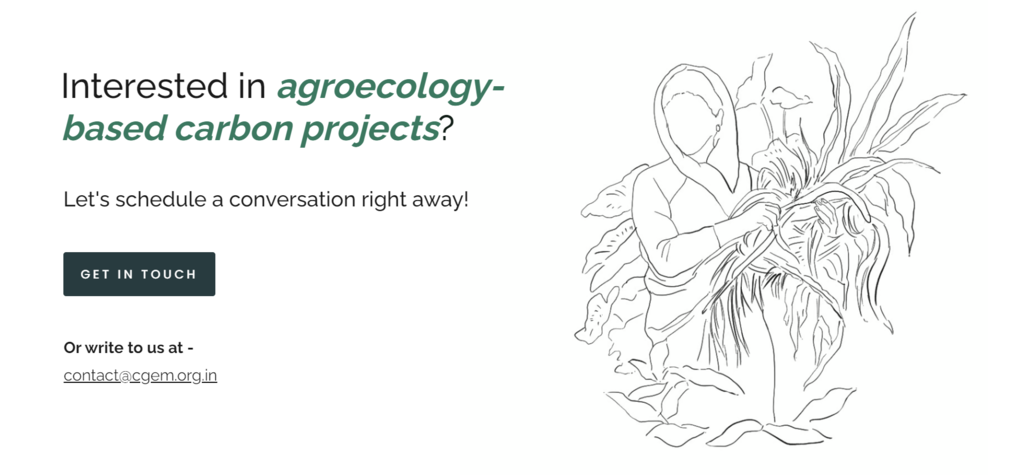 Interested in agroecology-
based carbon projects?
Let's schedule a conversation right away!
GET IN TOUCH
Or write to us at -
contact@cgem.org.in